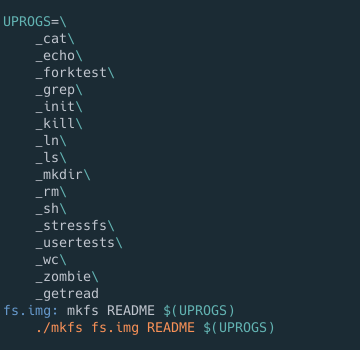 UPROGS=\
    _cat\
    _echo\
    _forktest\
    _grep\
    _init\
    _kill\
    _ln\
    _ls\
    _mkdir\
    _rm\
    _sh\
    _stressfs\
    _usertests\
    _wc\
    _zombie\
    _getread
fs.img: mkfs README $(UPROGS)
    ./mkfs fs.img README $(UPROGS)